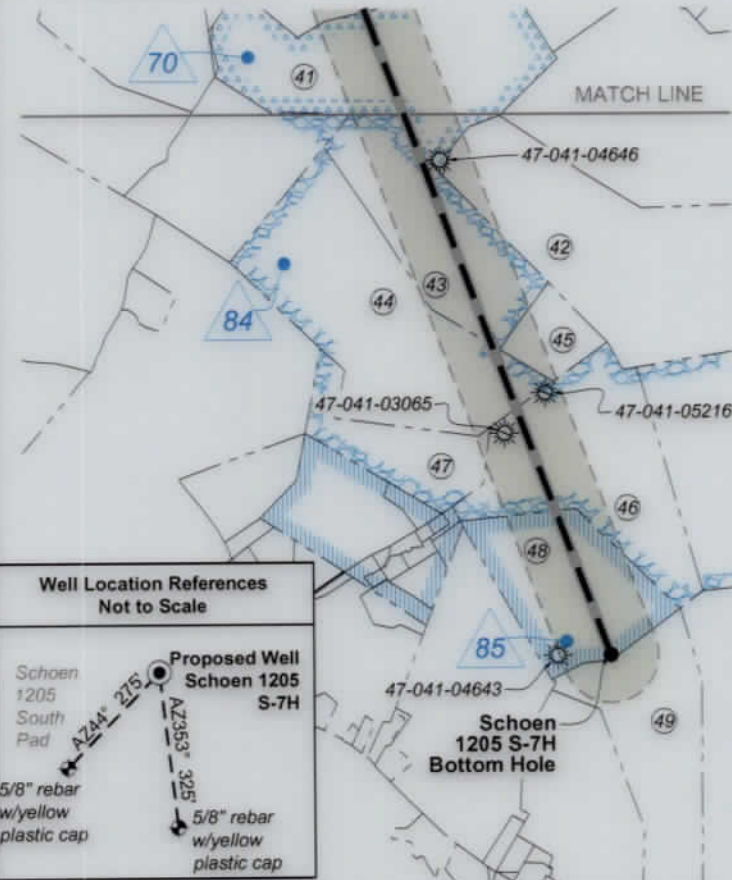 70
41
MATCH LINE
47-041-04646
42
84
44
43
45
47-041-03065
47-041-05216
47
46
48
85
47-041-04643
49
Schoen
1205 S-7H
Bottom Hole
Well Location References
Not to Scale
Schoen
1205
South
Pad
Proposed Well
Schoen 1205
S-7H
AZ44° 275'
AZ353° 325'
5/8" rebar
w/yellow
plastic cap
5/8" rebar
w/yellow
plastic cap